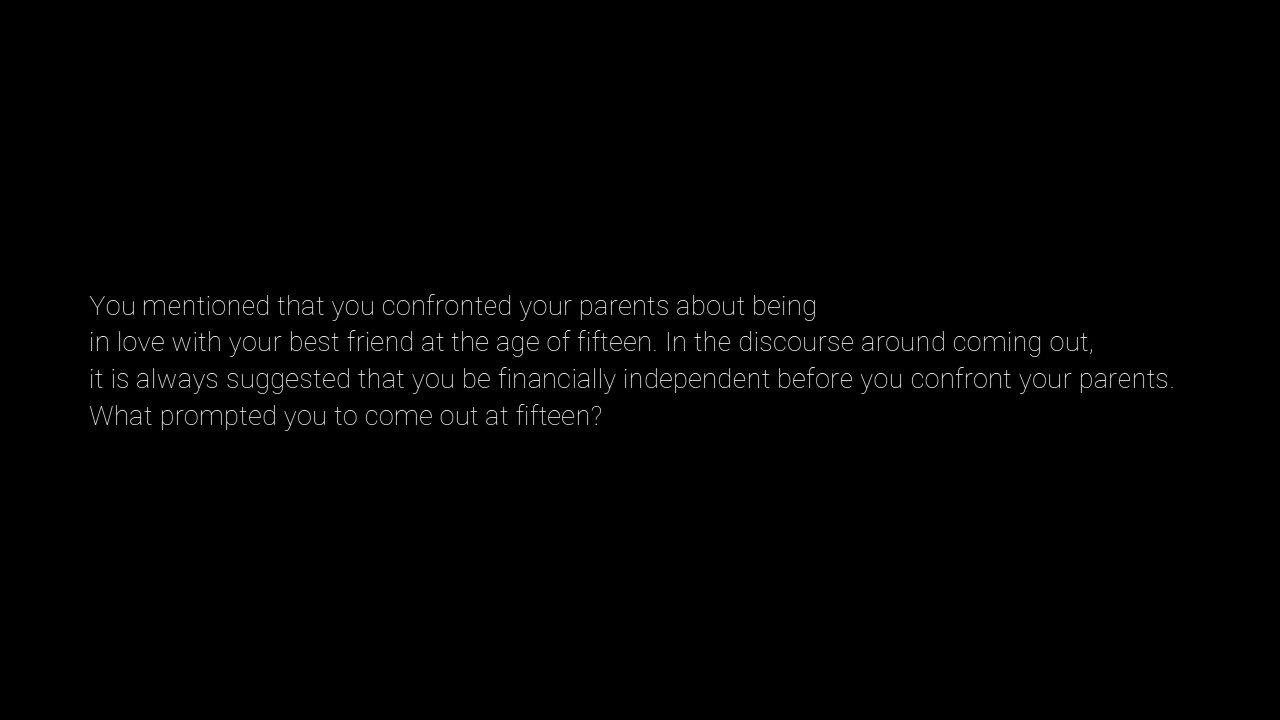 You mentioned that you confronted your parents about being
in love with your best friend at the age of fifteen. In the discourse around coming out,
it is always suggested that you be financially independent before you confront your parents.
What prompted you to come out at fifteen?